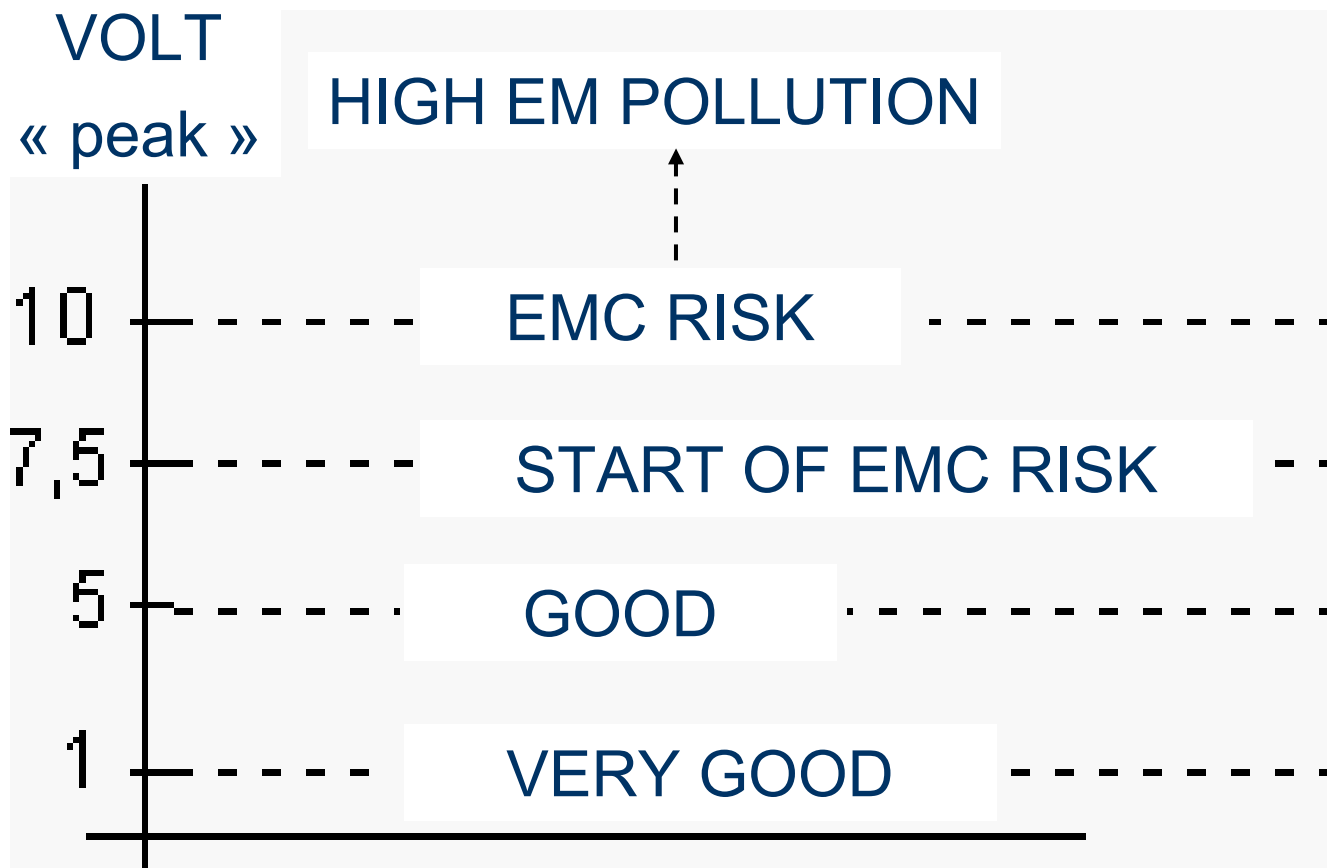 VOLT
« peak »
HIGH EM POLLUTION
10
EMC RISK
7,5
START OF EMC RISK
5
GOOD
1
VERY GOOD